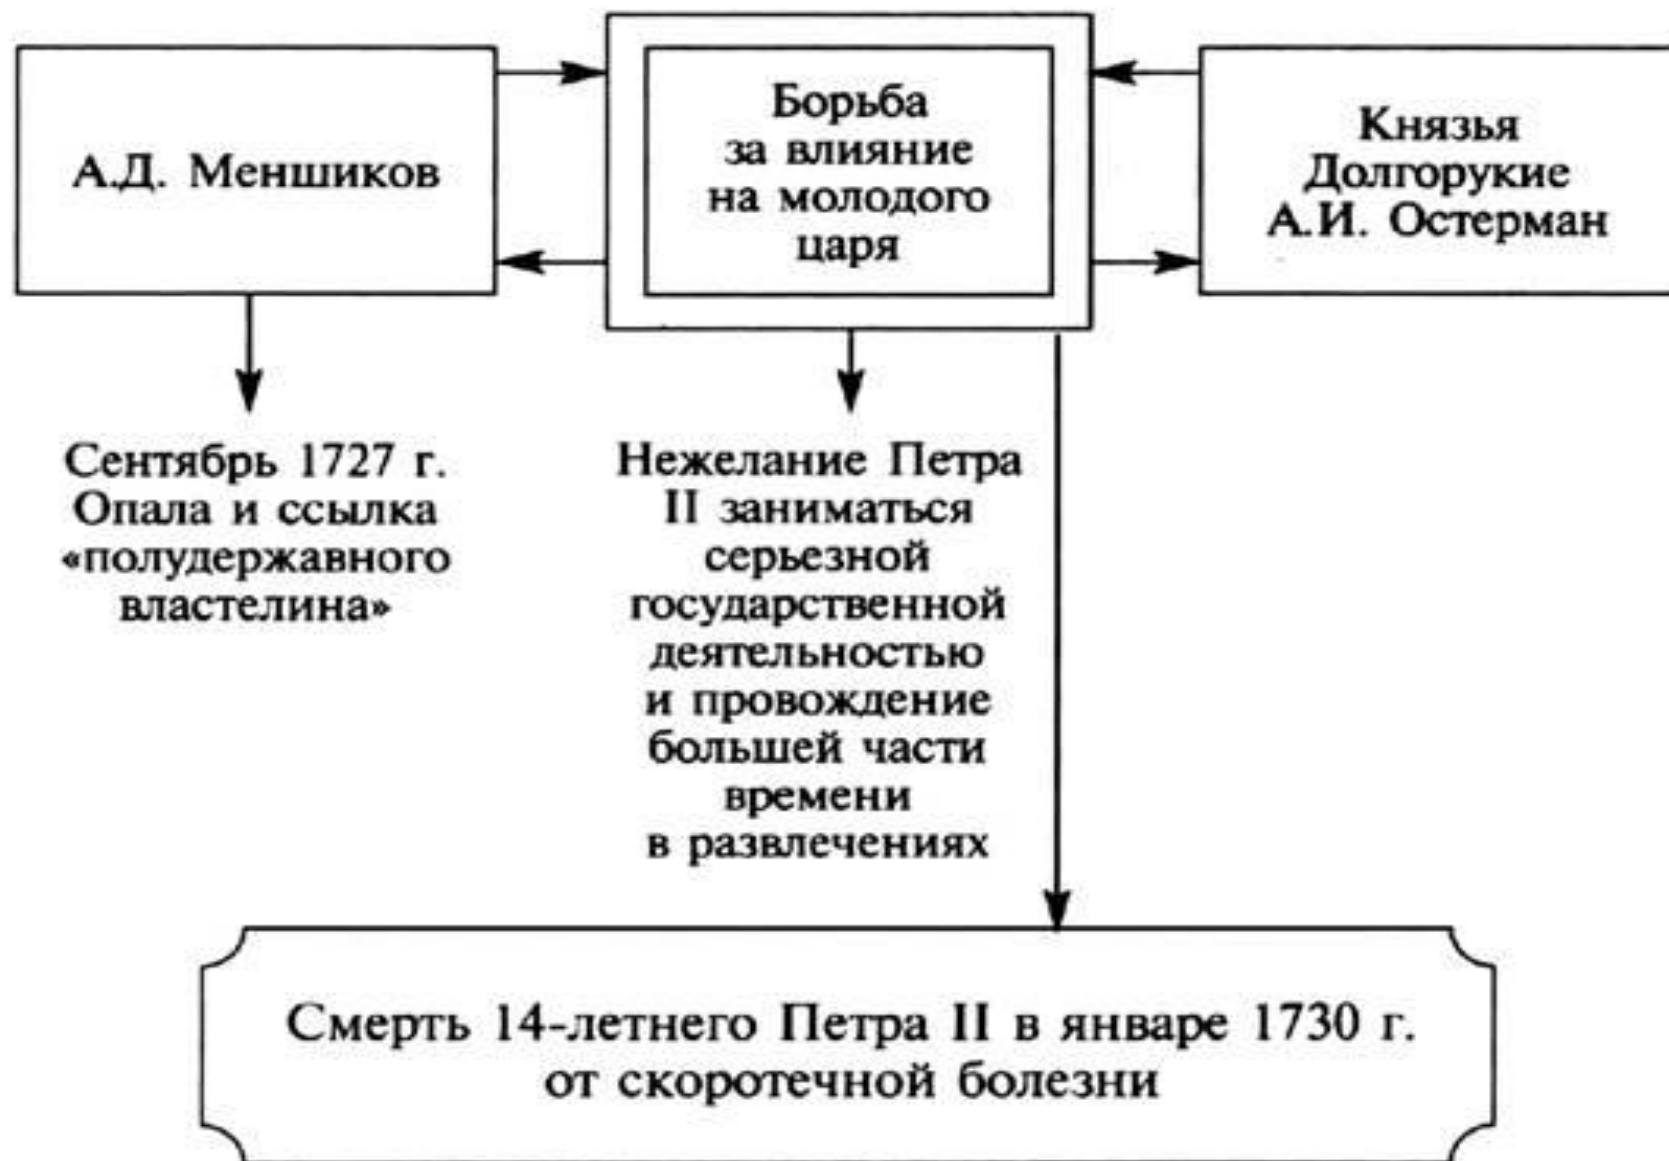 А.Д. Меншиков
Борьба
за влияние
на молодого
царя
Князья
Долгорукие
А.И. Остерман
Сентябрь 1727 г.
Опала и ссылка
«полудержавного
властелина»
Нежелание Петра
II заниматься
серьезной
государственной
деятельностью
и провождение
большей части
времени
в развлечениях
Смерть 14-летнего Петра II в январе 1730 г.
от скоротечной болезни